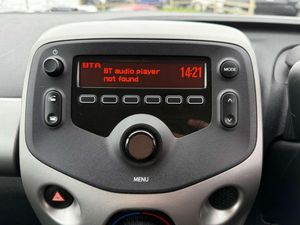 BTA
BT audio player
14:21
not found
MODE
MENU